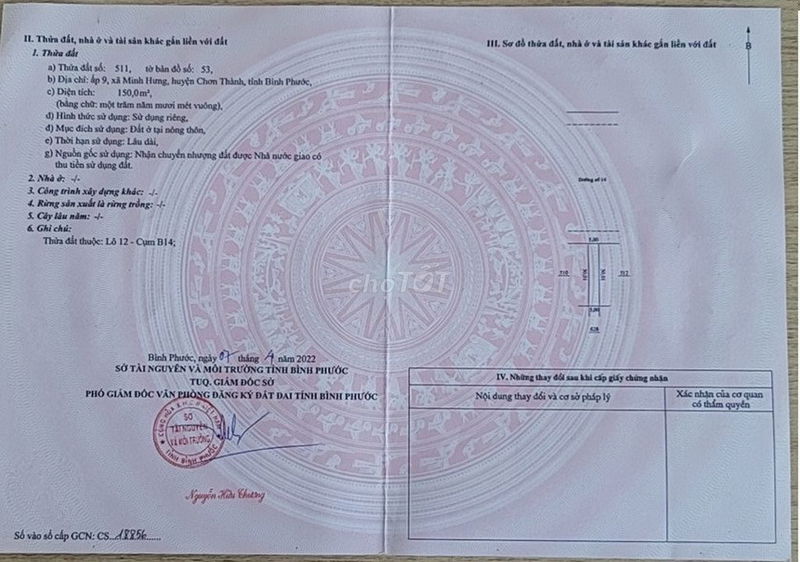 II. Thửa đất, nhà ở và tài sản khác gắn liền với đất
1. Thửa đất
a) Thửa đất số: 511, tờ bản đồ số: 53,
b) Địa chỉ: ấp 9, xã Minh Hưng, huyện Chơn Thành, tỉnh Bình Phước,
c) Diện tích: 150,0m²,
(bằng chữ: một trăm năm mươi mét vuông),
d) Hình thức sử dụng: Sử dụng riêng,
đ) Mục đích sử dụng: Đất ở tại nông thôn,
e) Thời hạn sử dụng: Lâu dài,
g) Nguồn gốc sử dụng: Nhận chuyển nhượng đất được Nhà nước giao có
thu tiền sử dụng đất.
2. Nhà ở: -/-
3. Công trình xây dựng khác: -/-
4. Rừng sản xuất là rừng trồng: -/-
5. Cây lâu năm: -/-
6. Ghi chú:
Thửa đất thuộc: Lô 12 - Cụm B14;
Bình Phước, ngày 07 tháng 4 năm 2022
SỞ TÀI NGUYÊN VÀ MÔI TRƯỜNG TỈNH BÌNH PHƯỚC
TUQ. GIÁM ĐỐC SỞ
PHÓ GIÁM ĐỐC VĂN PHÒNG ĐĂNG KÝ ĐẤT ĐAI TỈNH BÌNH PHƯỚC
SỞ
TÀI NGUYÊN
VÀ MÔI TRƯỜNG
TỈNH BÌNH PHƯỚC
Nguyễn Hữu Chương
Số vào sổ cấp GCN: CS...18856......
III. Sơ đồ thửa đất, nhà ở và tài sản khác gắn liền với đất
B
Đường số 14
5.00
510
30.01
30.01
512
5.00
628
choTỐT
IV. Những thay đổi sau khi cấp giấy chứng nhận
Nội dung thay đổi và cơ sở pháp lý
Xác nhận của cơ quan
có thẩm quyền